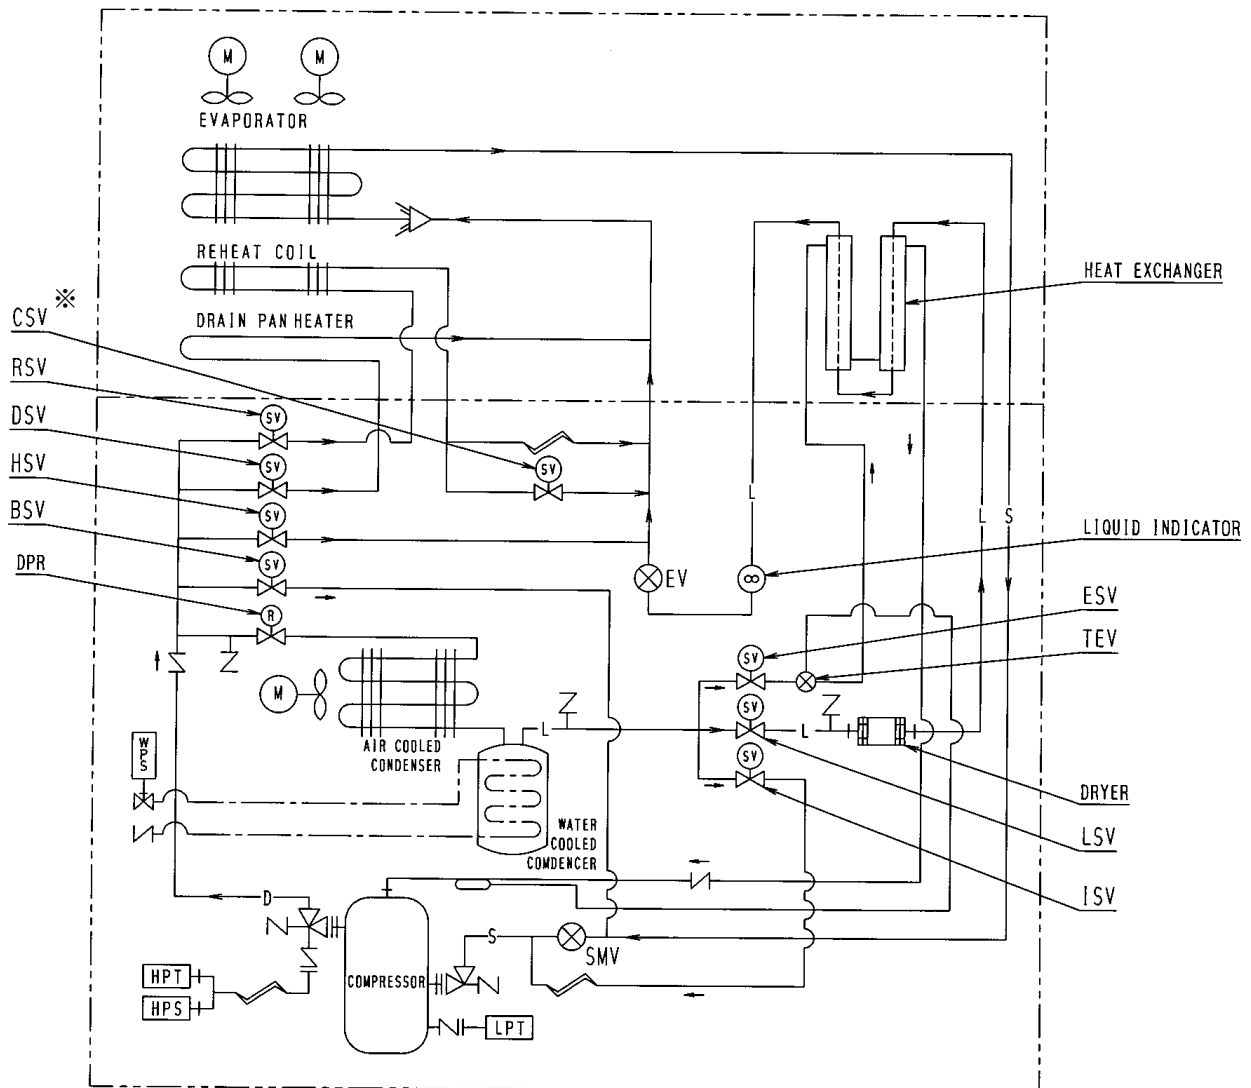 M M
EVAPORATOR
REHEAT COIL
HEAT EXCHANGER
CSV ※
DRAIN PAN HEATER
RSV
SV
DSV
SV
SV
HSV
L
SV
L S
BSV
LIQUID INDICATOR
SV
DPR
EV
∞
ESV
R
TEV
SV
M
SV
L
L
AIR COOLED
CONDENSER
WPS
SV
DRYER
WATER
COOLED
COMDENCER
LSV
D
ISV
S
SMV
HPT
COMPRESSOR
HPS
LPT